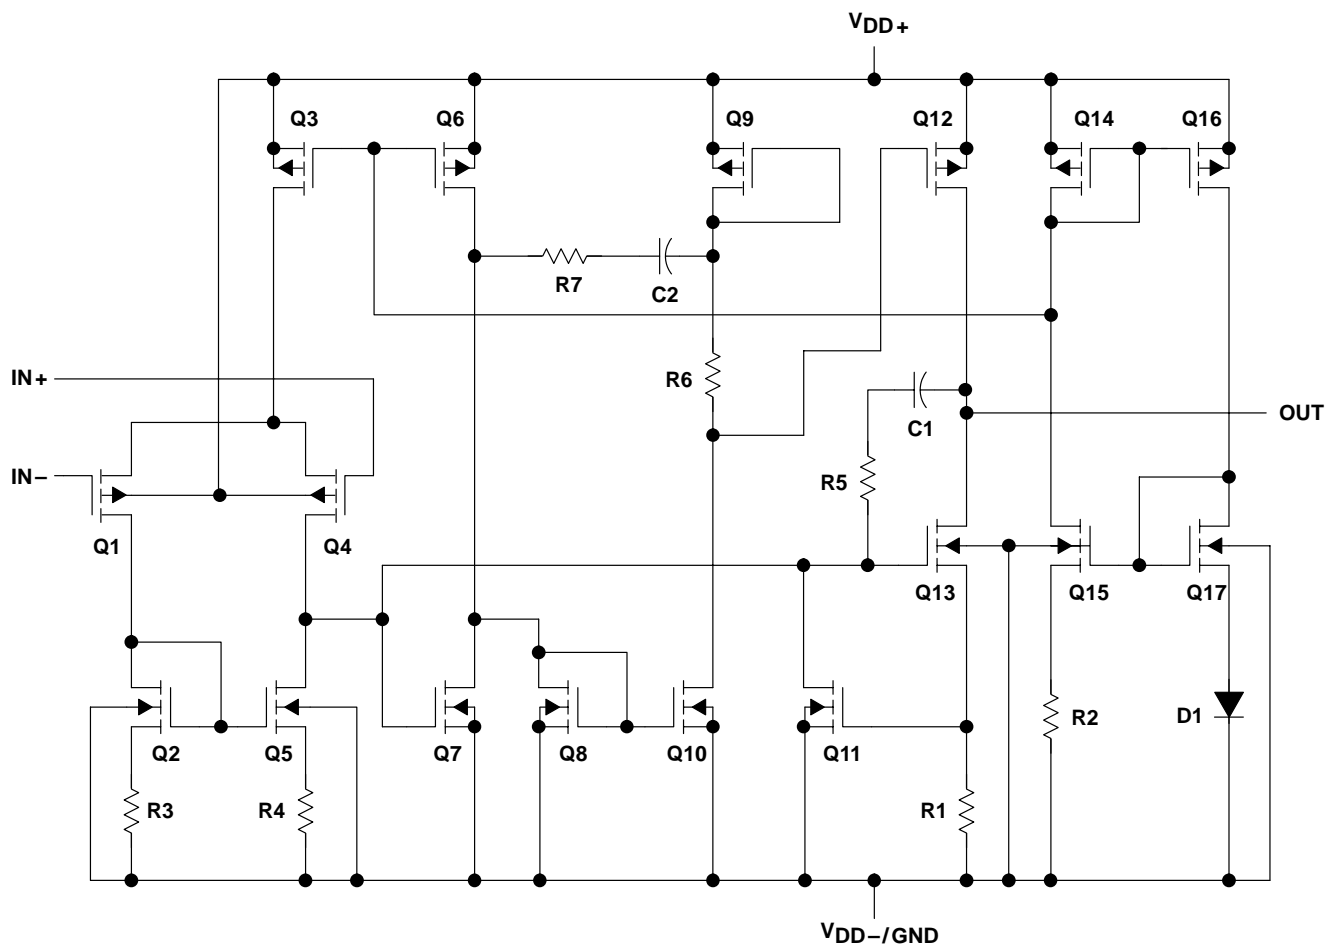 VDD+
Q3
Q6
Q9
Q12
Q14
Q16
R7
C2
IN+
R6
OUT
C1
IN−
R5
Q1
Q4
Q13
Q15
Q17
R2
D1
Q2
Q5
Q7
Q8
Q10
Q11
R3
R4
R1
VDD−/GND